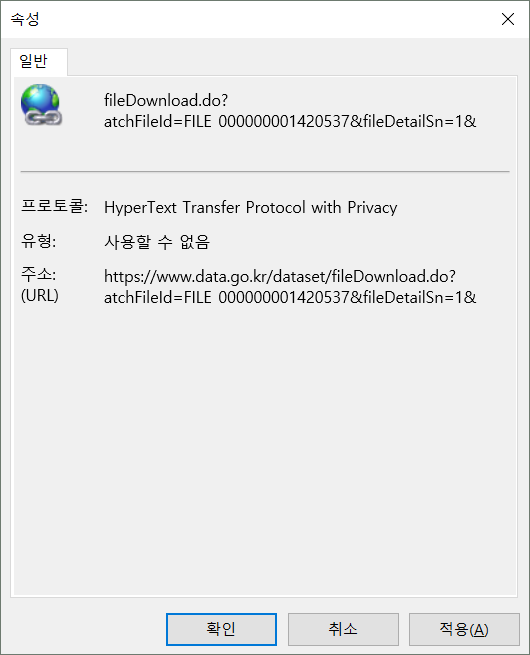 속성
일반
fileDownload.do?
atchFileId=FILE 000000001420537&fileDetailSn=1&
프로토콜: HyperText Transfer Protocol with Privacy
유형: 사용할 수 없음
주소: https://www.data.go.kr/dataset/fileDownload.do?
(URL) atchFileId=FILE 000000001420537&fileDetailSn=1&
확인 취소 적용(A)